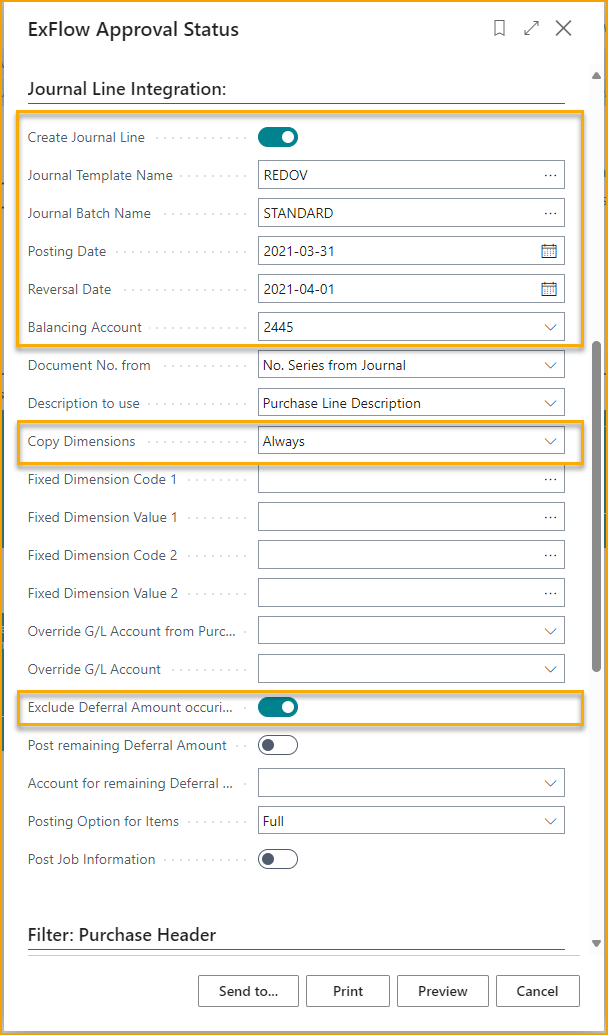 ExFlow Approval Status
Journal Line Integration:
Create Journal Line
Journal Template Name REDOV
Journal Batch Name STANDARD
Posting Date 2021-03-31
Reversal Date 2021-04-01
Balancing Account 2445
Document No. from No. Series from Journal
Description to use Purchase Line Description
Copy Dimensions Always
Fixed Dimension Code 1
Fixed Dimension Value 1
Fixed Dimension Code 2
Fixed Dimension Value 2
Override G/L Account from Purc...
Override G/L Account
Exclude Deferral Amount occuri...
Post remaining Deferral Amount
Account for remaining Deferral ...
Posting Option for Items Full
Post Job Information
Filter: Purchase Header
Send to... Print Preview Cancel